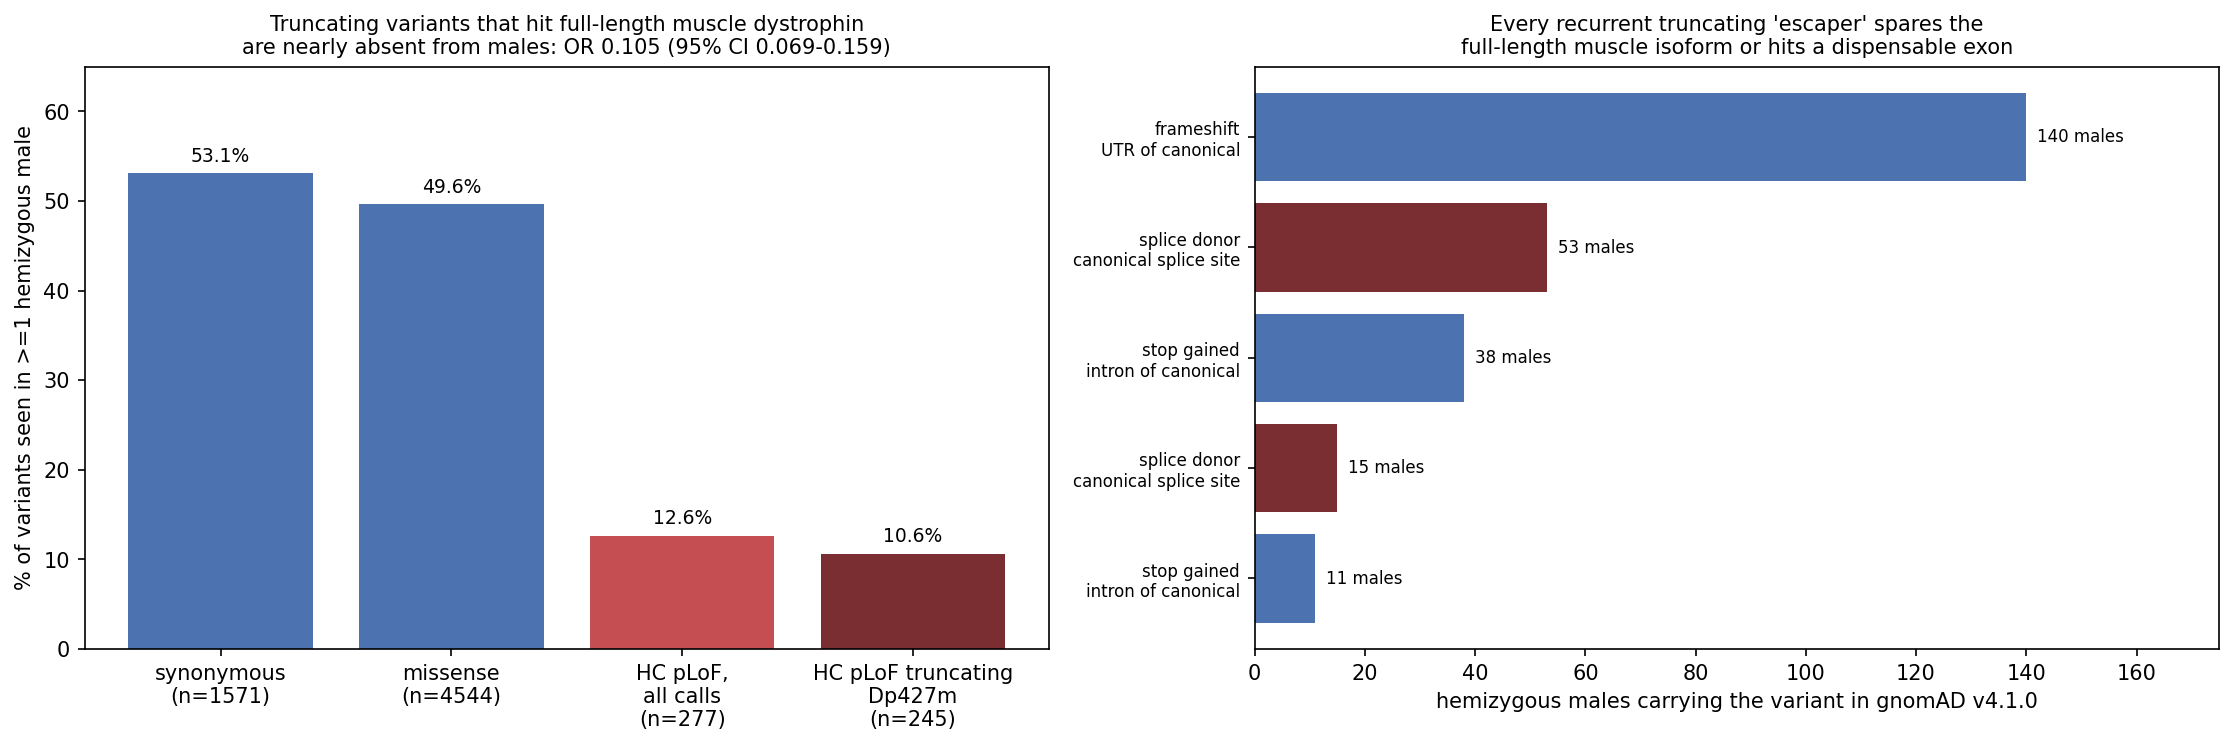 Truncating variants that hit full-length muscle dystrophin
are nearly absent from males: OR 0.105 (95% CI 0.069-0.159)
% of variants seen in >=1 hemizygous male
60
50
40
30
20
10
0
53.1%
49.6%
12.6%
10.6%
synonymous
(n=1571)
missense
(n=4544)
HC pLoF,
all calls
(n=277)
HC pLoF truncating
Dp427m
(n=245)
Every recurrent truncating 'escaper' spares the
full-length muscle isoform or hits a dispensable exon
frameshift
UTR of canonical
140 males
splice donor
canonical splice site
53 males
stop gained
intron of canonical
38 males
splice donor
canonical splice site
15 males
stop gained
intron of canonical
11 males
0 20 40 60 80 100 120 140 160
hemizygous males carrying the variant in gnomAD v4.1.0